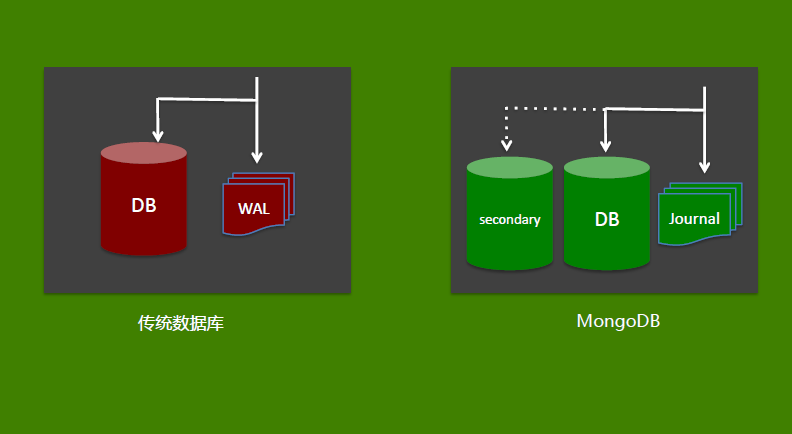 DB
WAL
传统数据库
secondary
DB
Journal
MongoDB